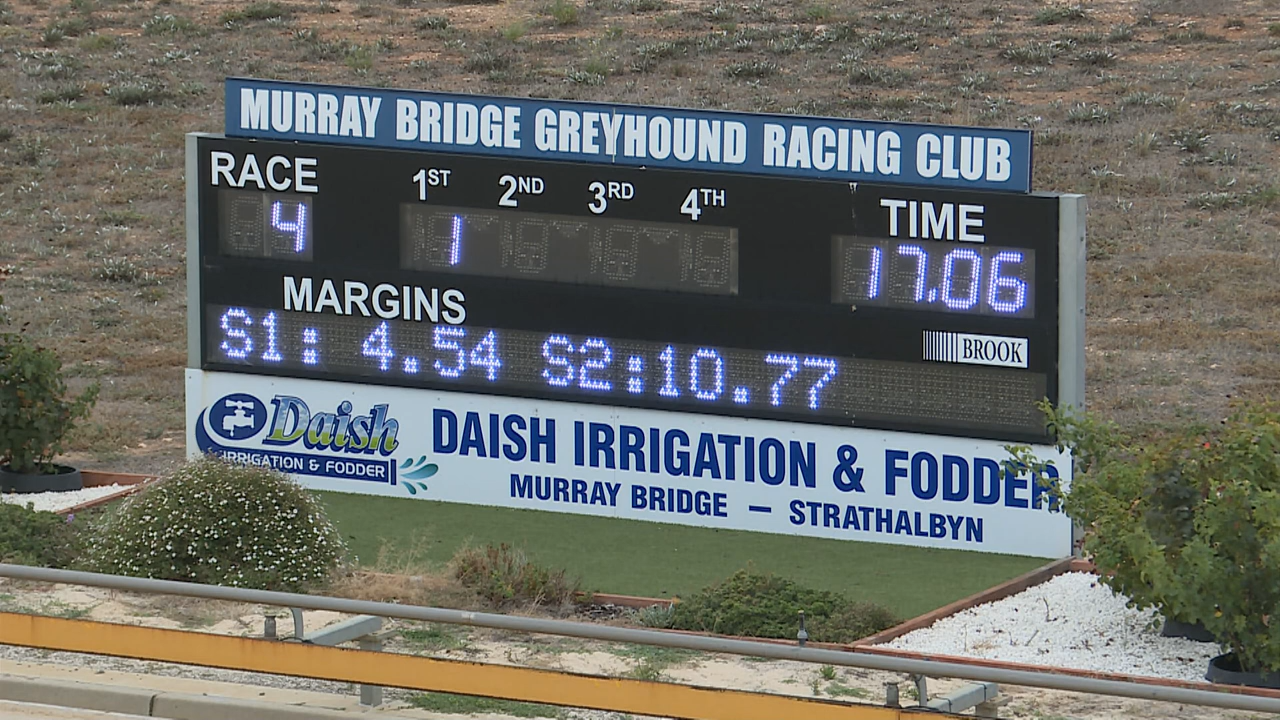 MURRAY BRIDGE GREYHOUND RACING CLUB
RACE 1ST 2ND 3RD 4TH TIME
4 1 17.06
MARGINS
BROOK
S1: 4.54 S2:10.77
Daish
IRRIGATION & FODDER
DAISH IRRIGATION & FODDER
MURRAY BRIDGE — STRATHALBYN